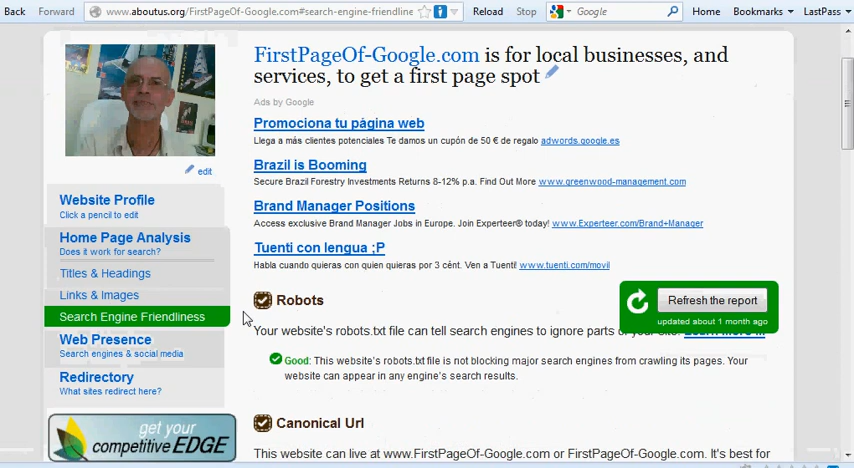 Back Forward www.aboutus.org/FirstPageOf-Google.com#search-engine-friendline Reload Google Home Bookmarks LastPass
FirstPageOf-Google.com is for local businesses, and
services, to get a first page spot
Ads by Google
Promociona tu página web
Llega a más clientes potenciales Te damos un cupón de 50 € de regalo adwords.google.es
Brazil is Booming
Secure Brazil Forestry Investments Returns 8-12% p.a. Find Out More www.greenwood-management.com
Brand Manager Positions
Access exclusive Brand Manager Jobs in Europe. Join Experteer® today! www.Experteer.com/Brand+Manager
Tuenti con lengua ;P
Habla cuando quieras con quien quieras por 3 cént. Ven a Tuenti! www.tuenti.com/movil
edit
Website Profile
Click a pencil to edit
Home Page Analysis
Does it work for search?
Titles & Headings
Links & Images
Search Engine Friendliness
Web Presence
Search engines & social media
Redirectory
What sites redirect here?
get your
competitive EDGE
Robots
Refresh the report
updated about 1 month ago
Your website's robots.txt file can tell search engines to ignore parts of your site. Learn more
Good: This website's robots.txt file is not blocking major search engines from crawling its pages. Your
website can appear in any engine's search results.
Canonical Url
This website can live at www.FirstPageOf-Google.com or FirstPageOf-Google.com. It's best for